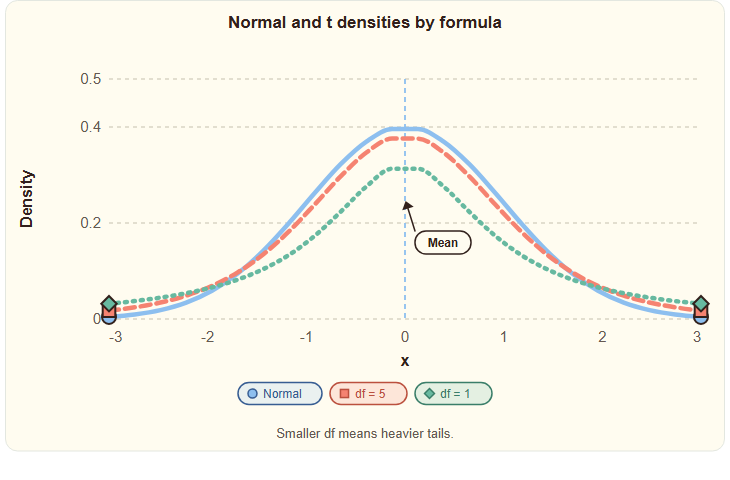 Normal and t densities by formula
0.5
0.4
0.2
0
Density
Mean
-3 -2 -1 0 1 2 3
x
Normal df = 5 df = 1
Smaller df means heavier tails.